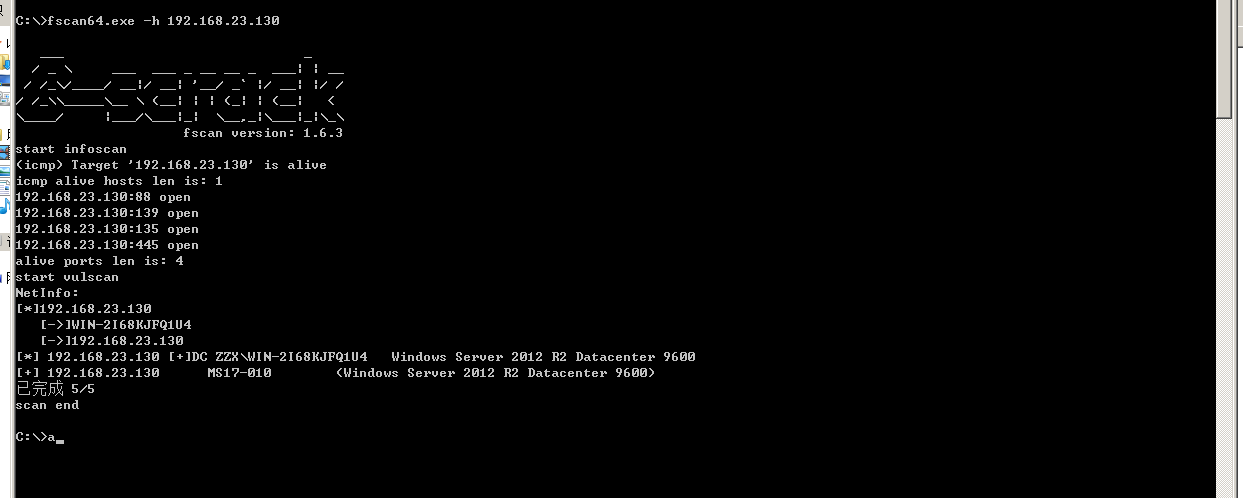 C:\>fscan64.exe -h 192.168.23.130
fscan version: 1.6.3
start infoscan
(icmp) Target '192.168.23.130' is alive
icmp alive hosts len is: 1
192.168.23.130:88 open
192.168.23.130:139 open
192.168.23.130:135 open
192.168.23.130:445 open
alive ports len is: 4
start vulscan
NetInfo:
[*]192.168.23.130
[->]WIN-2I68KJFQ1U4
[->]192.168.23.130
[*] 192.168.23.130 [+]DC ZZX\WIN-2I68KJFQ1U4 Windows Server 2012 R2 Datacenter 9600
[+] 192.168.23.130 MS17-010 (Windows Server 2012 R2 Datacenter 9600)
已完成 5/5
scan end
C:\>a_